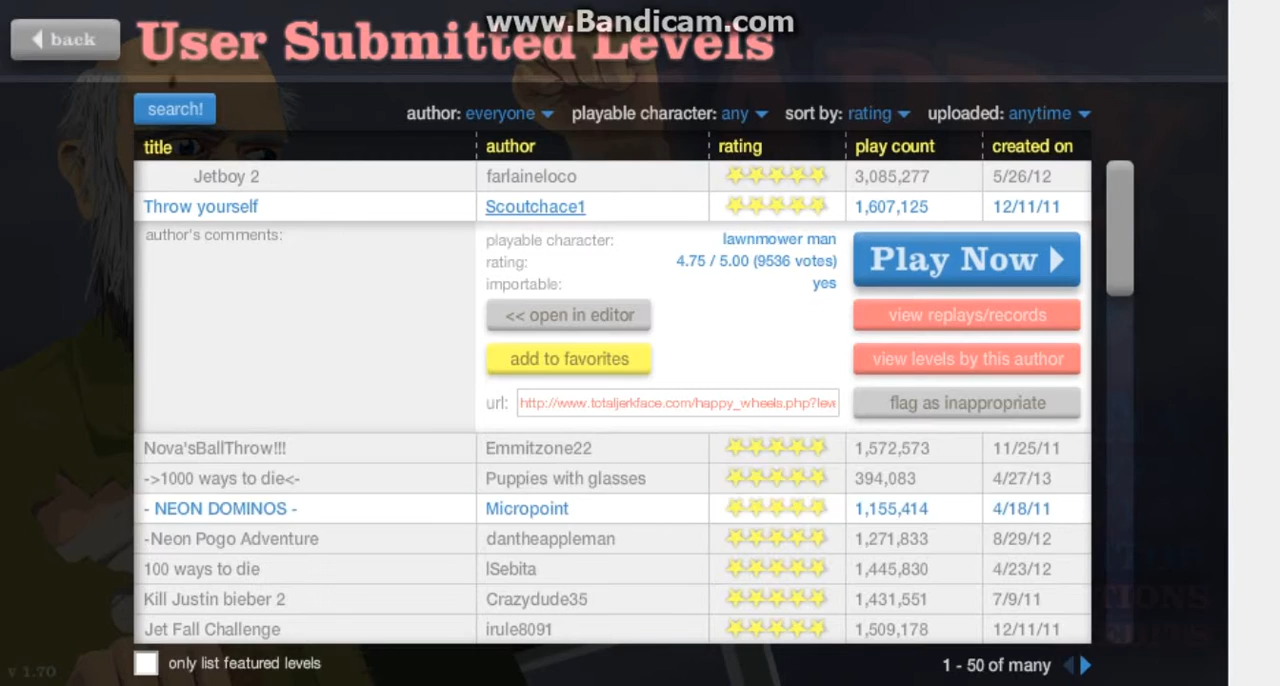 www.Bandicam.com
back
User Submitted Levels
search!
author: everyone playable character: any sort by: rating uploaded: anytime
title author rating play count created on
Jetboy 2 farlaineloco 3,085,277 5/26/12
Throw yourself Scoutchace1 1,607,125 12/11/11
author's comments:
playable character: lawnmower man
rating: 4.75 / 5.00 (9536 votes)
importable: yes
Play Now
<< open in editor
view replays/records
add to favorites
view levels by this author
url: http://www.totaljerkface.com/happy_wheels.php?leve
flag as inappropriate
Nova'sBallThrow!!! Emmitzone22 1,572,573 11/25/11
->1000 ways to die<- Puppies with glasses 394,083 4/27/13
- NEON DOMINOS - Micropoint 1,155,414 4/18/11
-Neon Pogo Adventure dantheappleman 1,271,833 8/29/12
100 ways to die lSebita 1,445,830 4/23/12
Kill Justin bieber 2 Crazydude35 1,431,551 7/9/11
Jet Fall Challenge irule8091 1,509,178 12/11/11
only list featured levels
1 - 50 of many
v 1.70